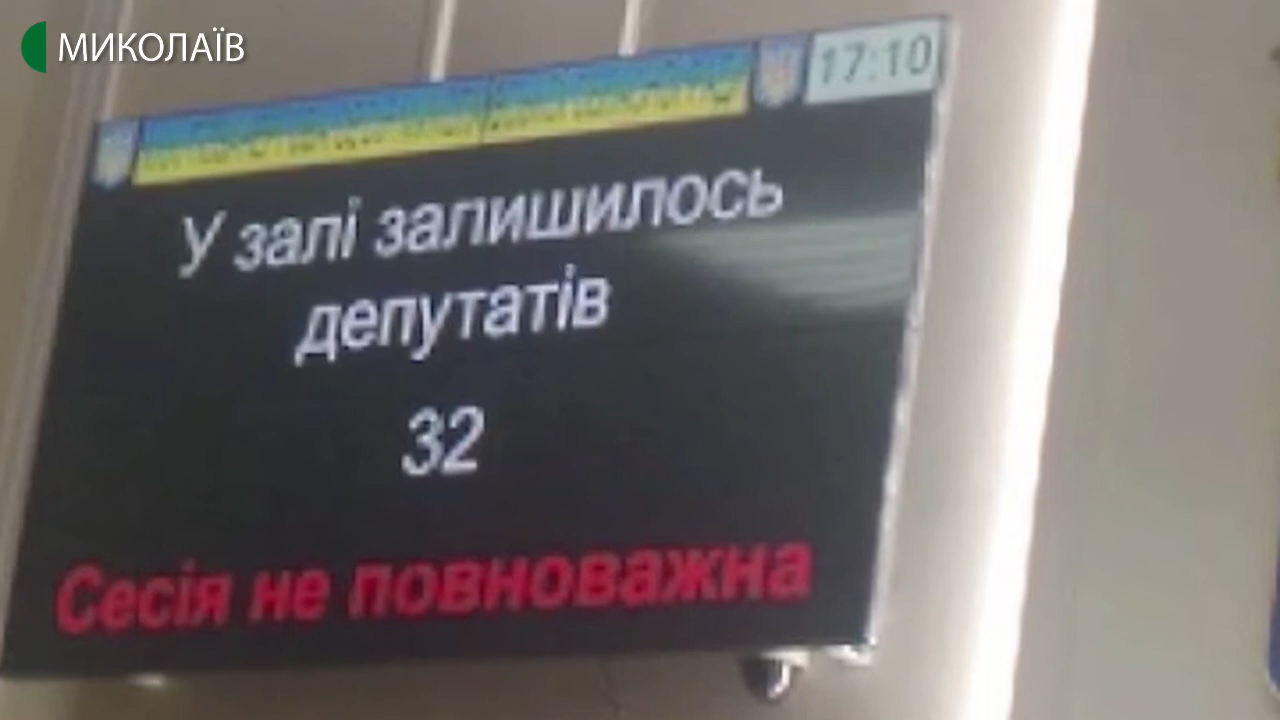 МИКОЛАЇВ
17:10
У залі залишилось
депутатів
32
Сесія не повноважна